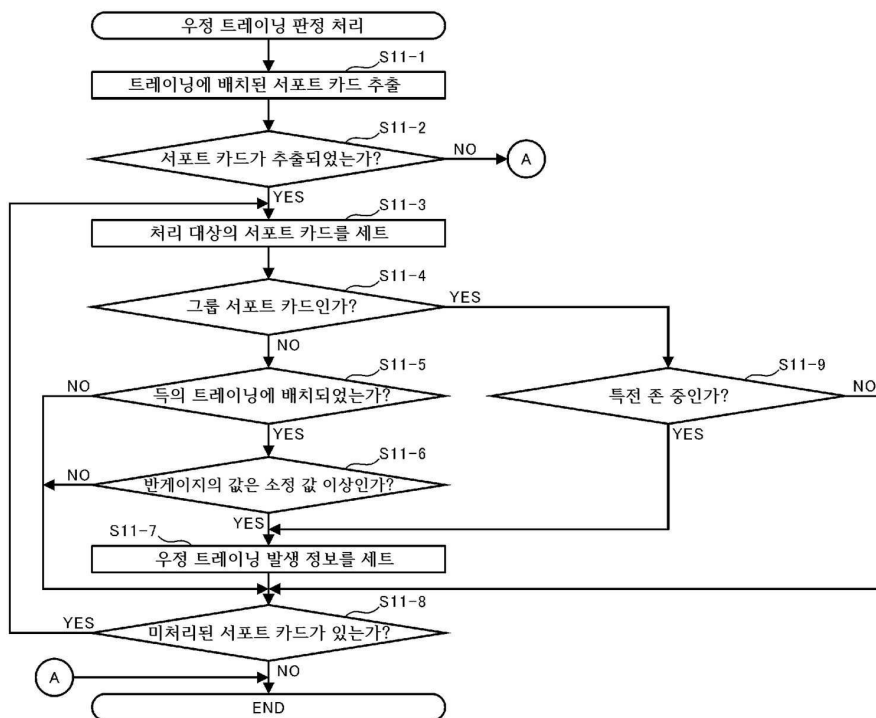 우정 트레이닝 판정 처리
S11-1
트레이닝에 배치된 서포트 카드 추출
S11-2
서포트 카드가 추출되었는가?
NO
A
YES
S11-3
처리 대상의 서포트 카드를 세트
S11-4
그룹 서포트 카드인가?
YES
NO
S11-5
NO
득의 트레이닝에 배치되었는가?
YES
S11-9
특전 존 중인가?
NO
YES
S11-6
NO
반게이지의 값은 소정 값 이상인가?
YES
S11-7
우정 트레이닝 발생 정보를 세트
S11-8
YES
미처리된 서포트 카드가 있는가?
NO
A
END